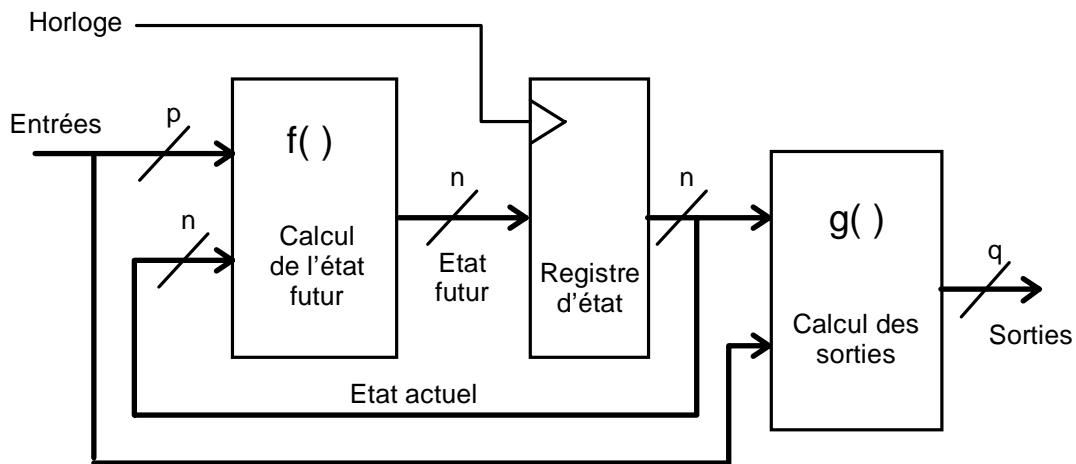 Horloge
Entrées
p
n
f( )
Calcul
de l'état
futur
n
Etat
futur
Registre
d'état
n
g( )
Calcul des
sorties
q
Sorties
Etat actuel